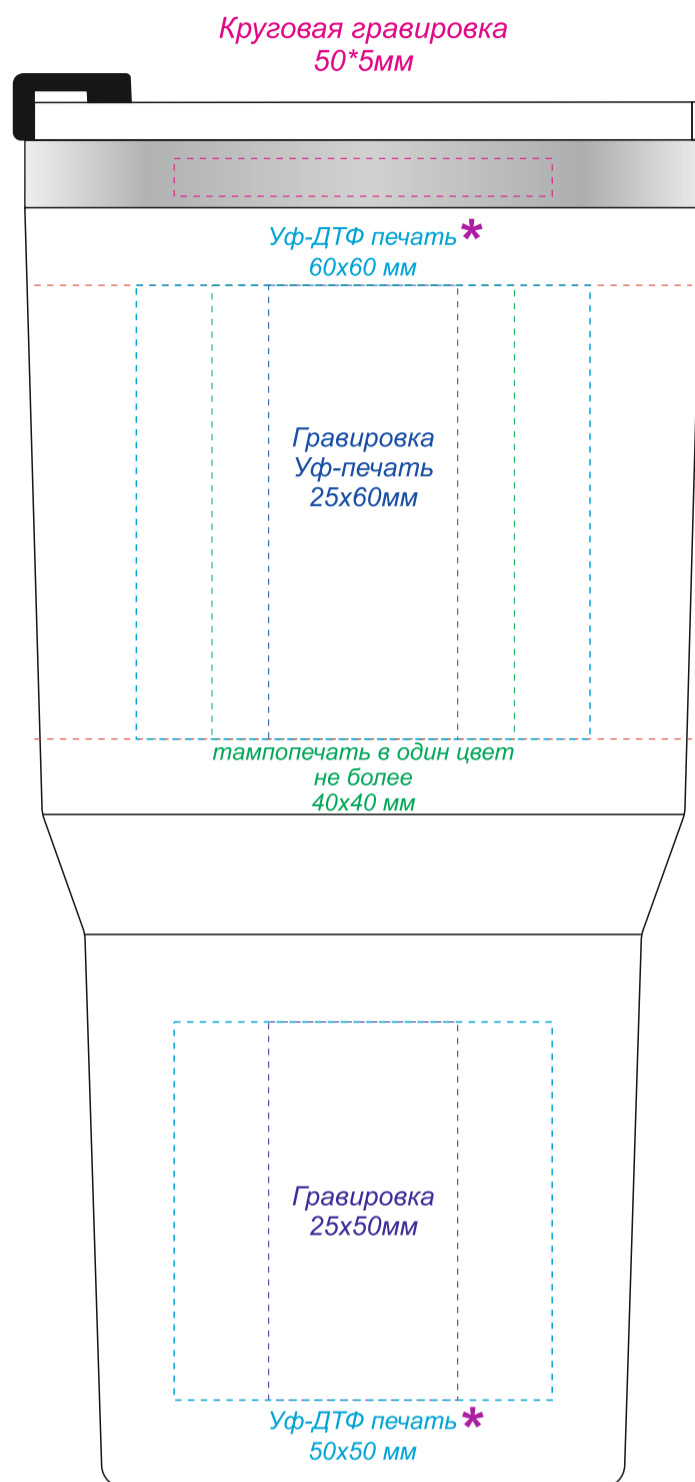 Круговая гравировка
50*5мм
Уф-ДТФ печать *
60х60 мм
Гравировка
Уф-печать
25х60мм
тампопечать в один цвет
не более
40х40 мм
Гравировка
25х50мм
Уф-ДТФ печать *
50х50 мм